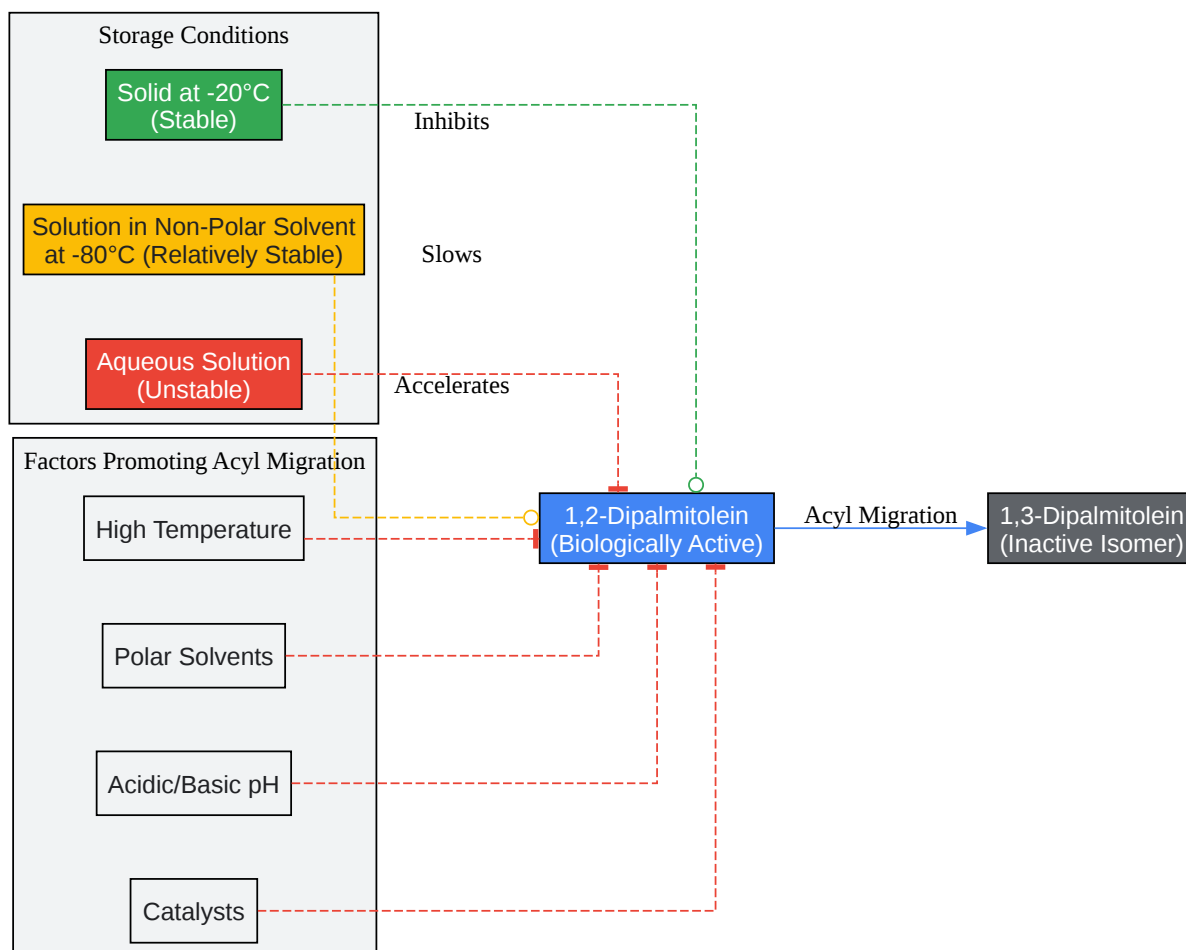 Storage Conditions
Solid at -20°C
(Stable)
Inhibits
Solution in Non-Polar Solvent
at -80°C (Relatively Stable)
Slows
Aqueous Solution
(Unstable)
Accelerates
Factors Promoting Acyl Migration
High Temperature
Polar Solvents
Acidic/Basic pH
Catalysts
1,2-Dipalmitolein
(Biologically Active)
Acyl Migration
1,3-Dipalmitolein
(Inactive Isomer)